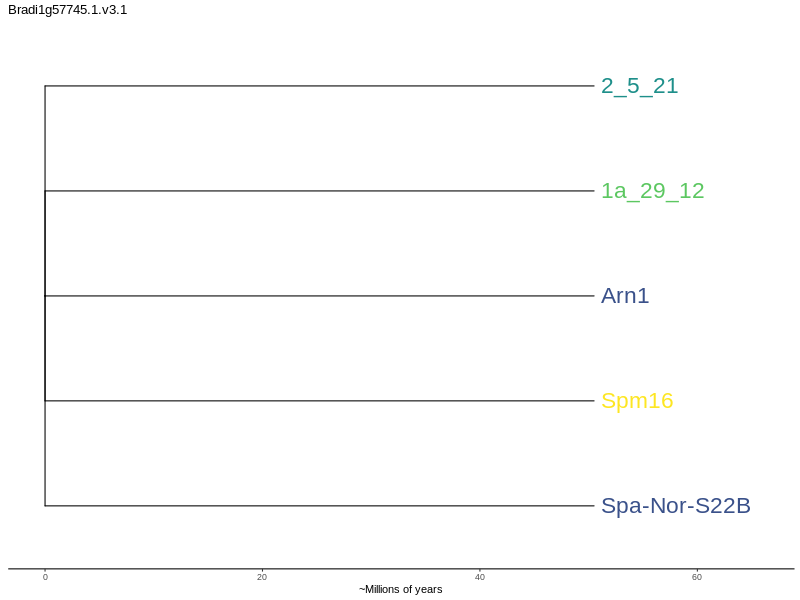 Bradi1g57745.1.v3.1
2_5_21
1a_29_12
Arn1
Spm16
Spa-Nor-S22B
0
20
40
60
~Millions of years